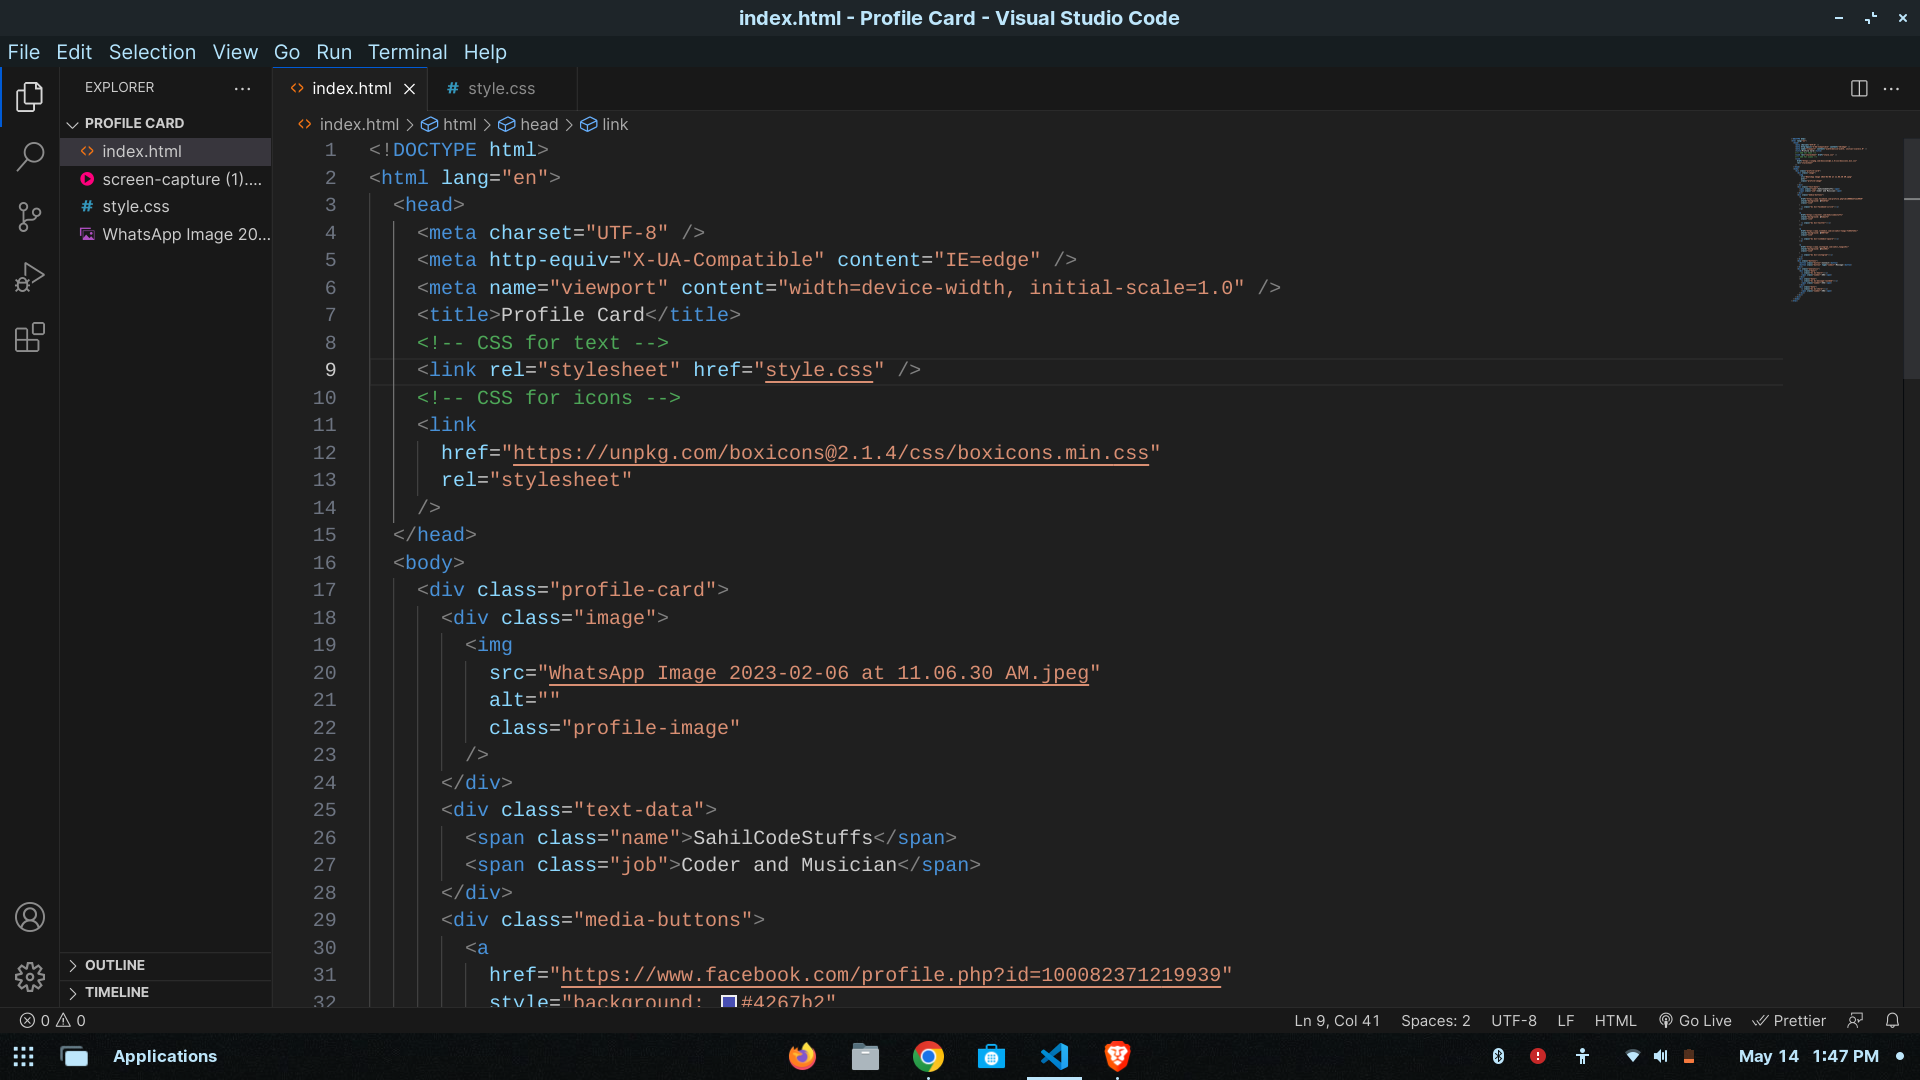 index.html - Profile Card - Visual Studio Code
File Edit Selection View Go Run Terminal Help
EXPLORER
PROFILE CARD
index.html
screen-capture (1)....
style.css
WhatsApp Image 20...
OUTLINE
TIMELINE
index.html
# style.css
index.html > html > head > link
1 <!DOCTYPE html>
2 <html lang="en">
3 <head>
4 <meta charset="UTF-8" />
5 <meta http-equiv="X-UA-Compatible" content="IE=edge" />
6 <meta name="viewport" content="width=device-width, initial-scale=1.0" />
7 <title>Profile Card</title>
8 <!-- CSS for text -->
9 <link rel="stylesheet" href="style.css" />
10 <!-- CSS for icons -->
11 <link
12 href="https://unpkg.com/boxicons@2.1.4/css/boxicons.min.css"
13 rel="stylesheet"
14 />
15 </head>
16 <body>
17 <div class="profile-card">
18 <div class="image">
19 <img
20 src="WhatsApp Image 2023-02-06 at 11.06.30 AM.jpeg"
21 alt=""
22 class="profile-image"
23 />
24 </div>
25 <div class="text-data">
26 <span class="name">SahilCodeStuffs</span>
27 <span class="job">Coder and Musician</span>
28 </div>
29 <div class="media-buttons">
30 <a
31 href="https://www.facebook.com/profile.php?id=100082371219939"
32 style="background: #4267b2"
0 0
Ln 9, Col 41 Spaces: 2 UTF-8 LF HTML Go Live Prettier
Applications
May 14 1:47 PM